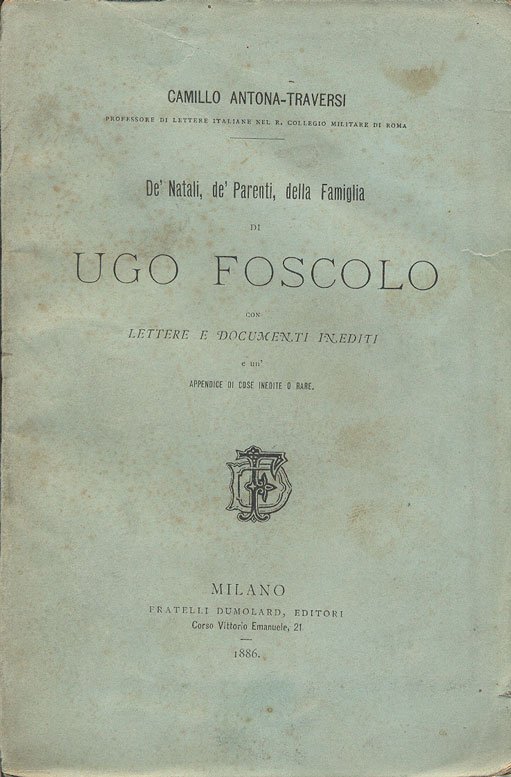 CAMILLO ANTONA-TRAVERSI
PROFESSORE DI LETTERE ITALIANE NEL R. COLLEGIO MILITARE DI ROMA
De' Natali, de' Parenti, della Famiglia
DI
UGO FOSCOLO
CON
LETTERE E DOCUMENTI INEDITI
e un'
APPENDICE DI COSE INEDITE O RARE.
FD
MILANO
FRATELLI DUMOLARD, EDITORI
Corso Vittorio Emanuele, 21
1886.